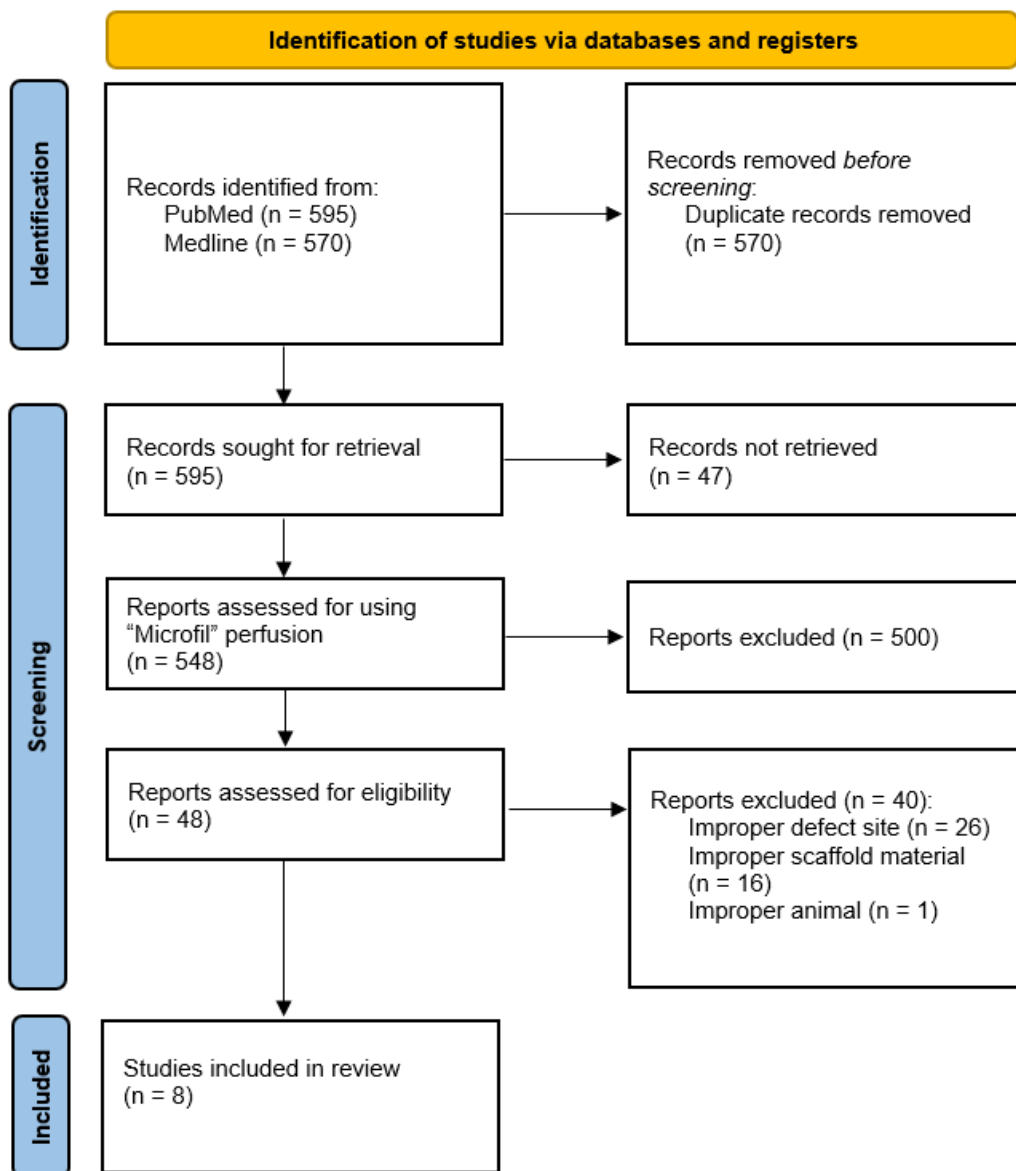 Identification of studies via databases and registers
Identification
Records identified from:
PubMed (n = 595)
Medline (n = 570)
Records removed before
screening:
Duplicate records removed
(n = 570)
Screening
Records sought for retrieval
(n = 595)
Records not retrieved
(n = 47)
Reports assessed for using
“Microfil” perfusion
(n = 548)
Reports excluded (n = 500)
Reports assessed for eligibility
(n = 48)
Reports excluded (n = 40):
Improper defect site (n = 26)
Improper scaffold material
(n = 16)
Improper animal (n = 1)
Included
Studies included in review
(n = 8)